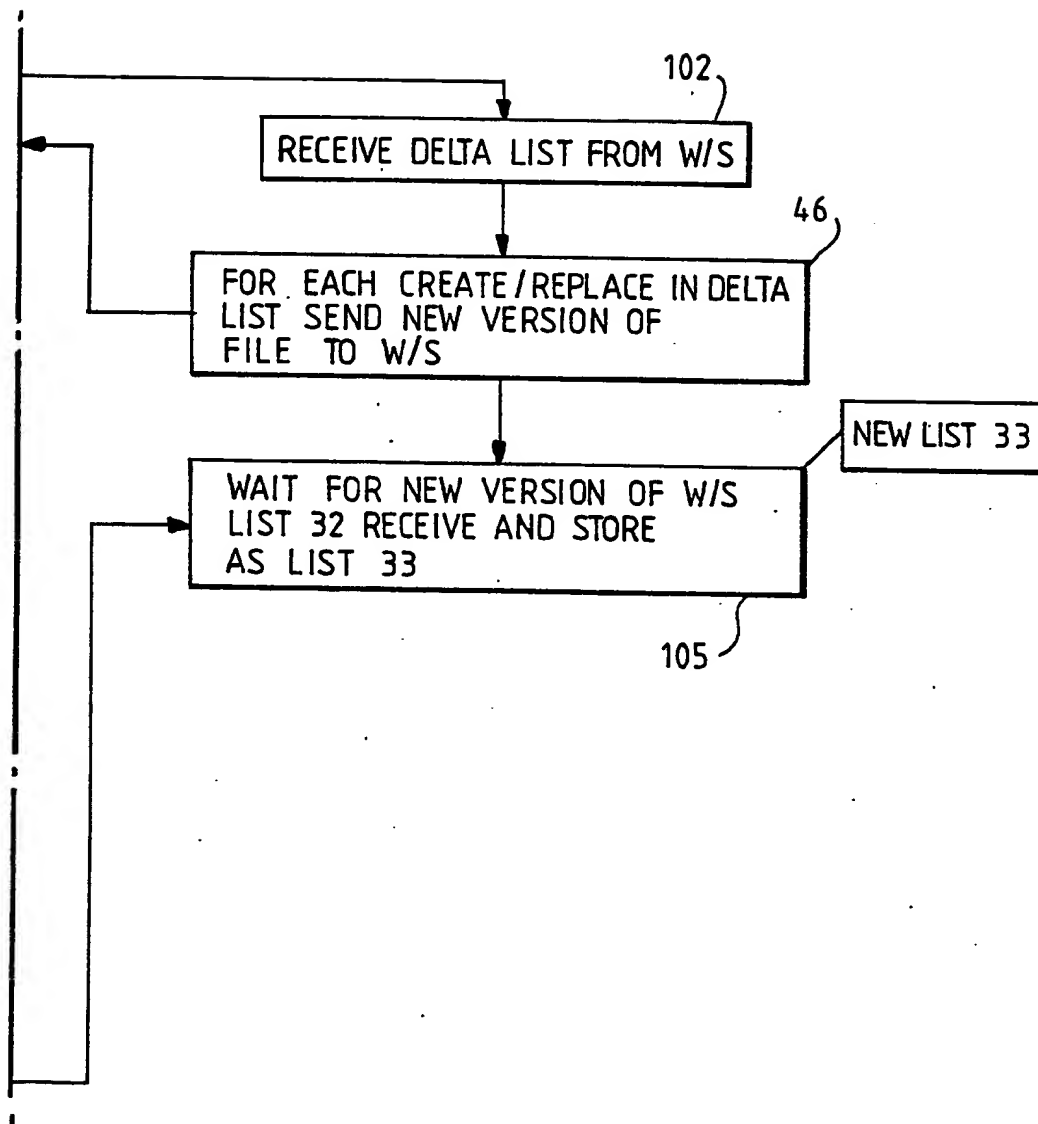 102
RECEIVE DELTA LIST FROM W/S
46
FOR EACH CREATE/REPLACE IN DELTA
LIST SEND NEW VERSION OF
FILE TO W/S
NEW LIST 33
WAIT FOR NEW VERSION OF W/S
LIST 32 RECEIVE AND STORE
AS LIST 33
105